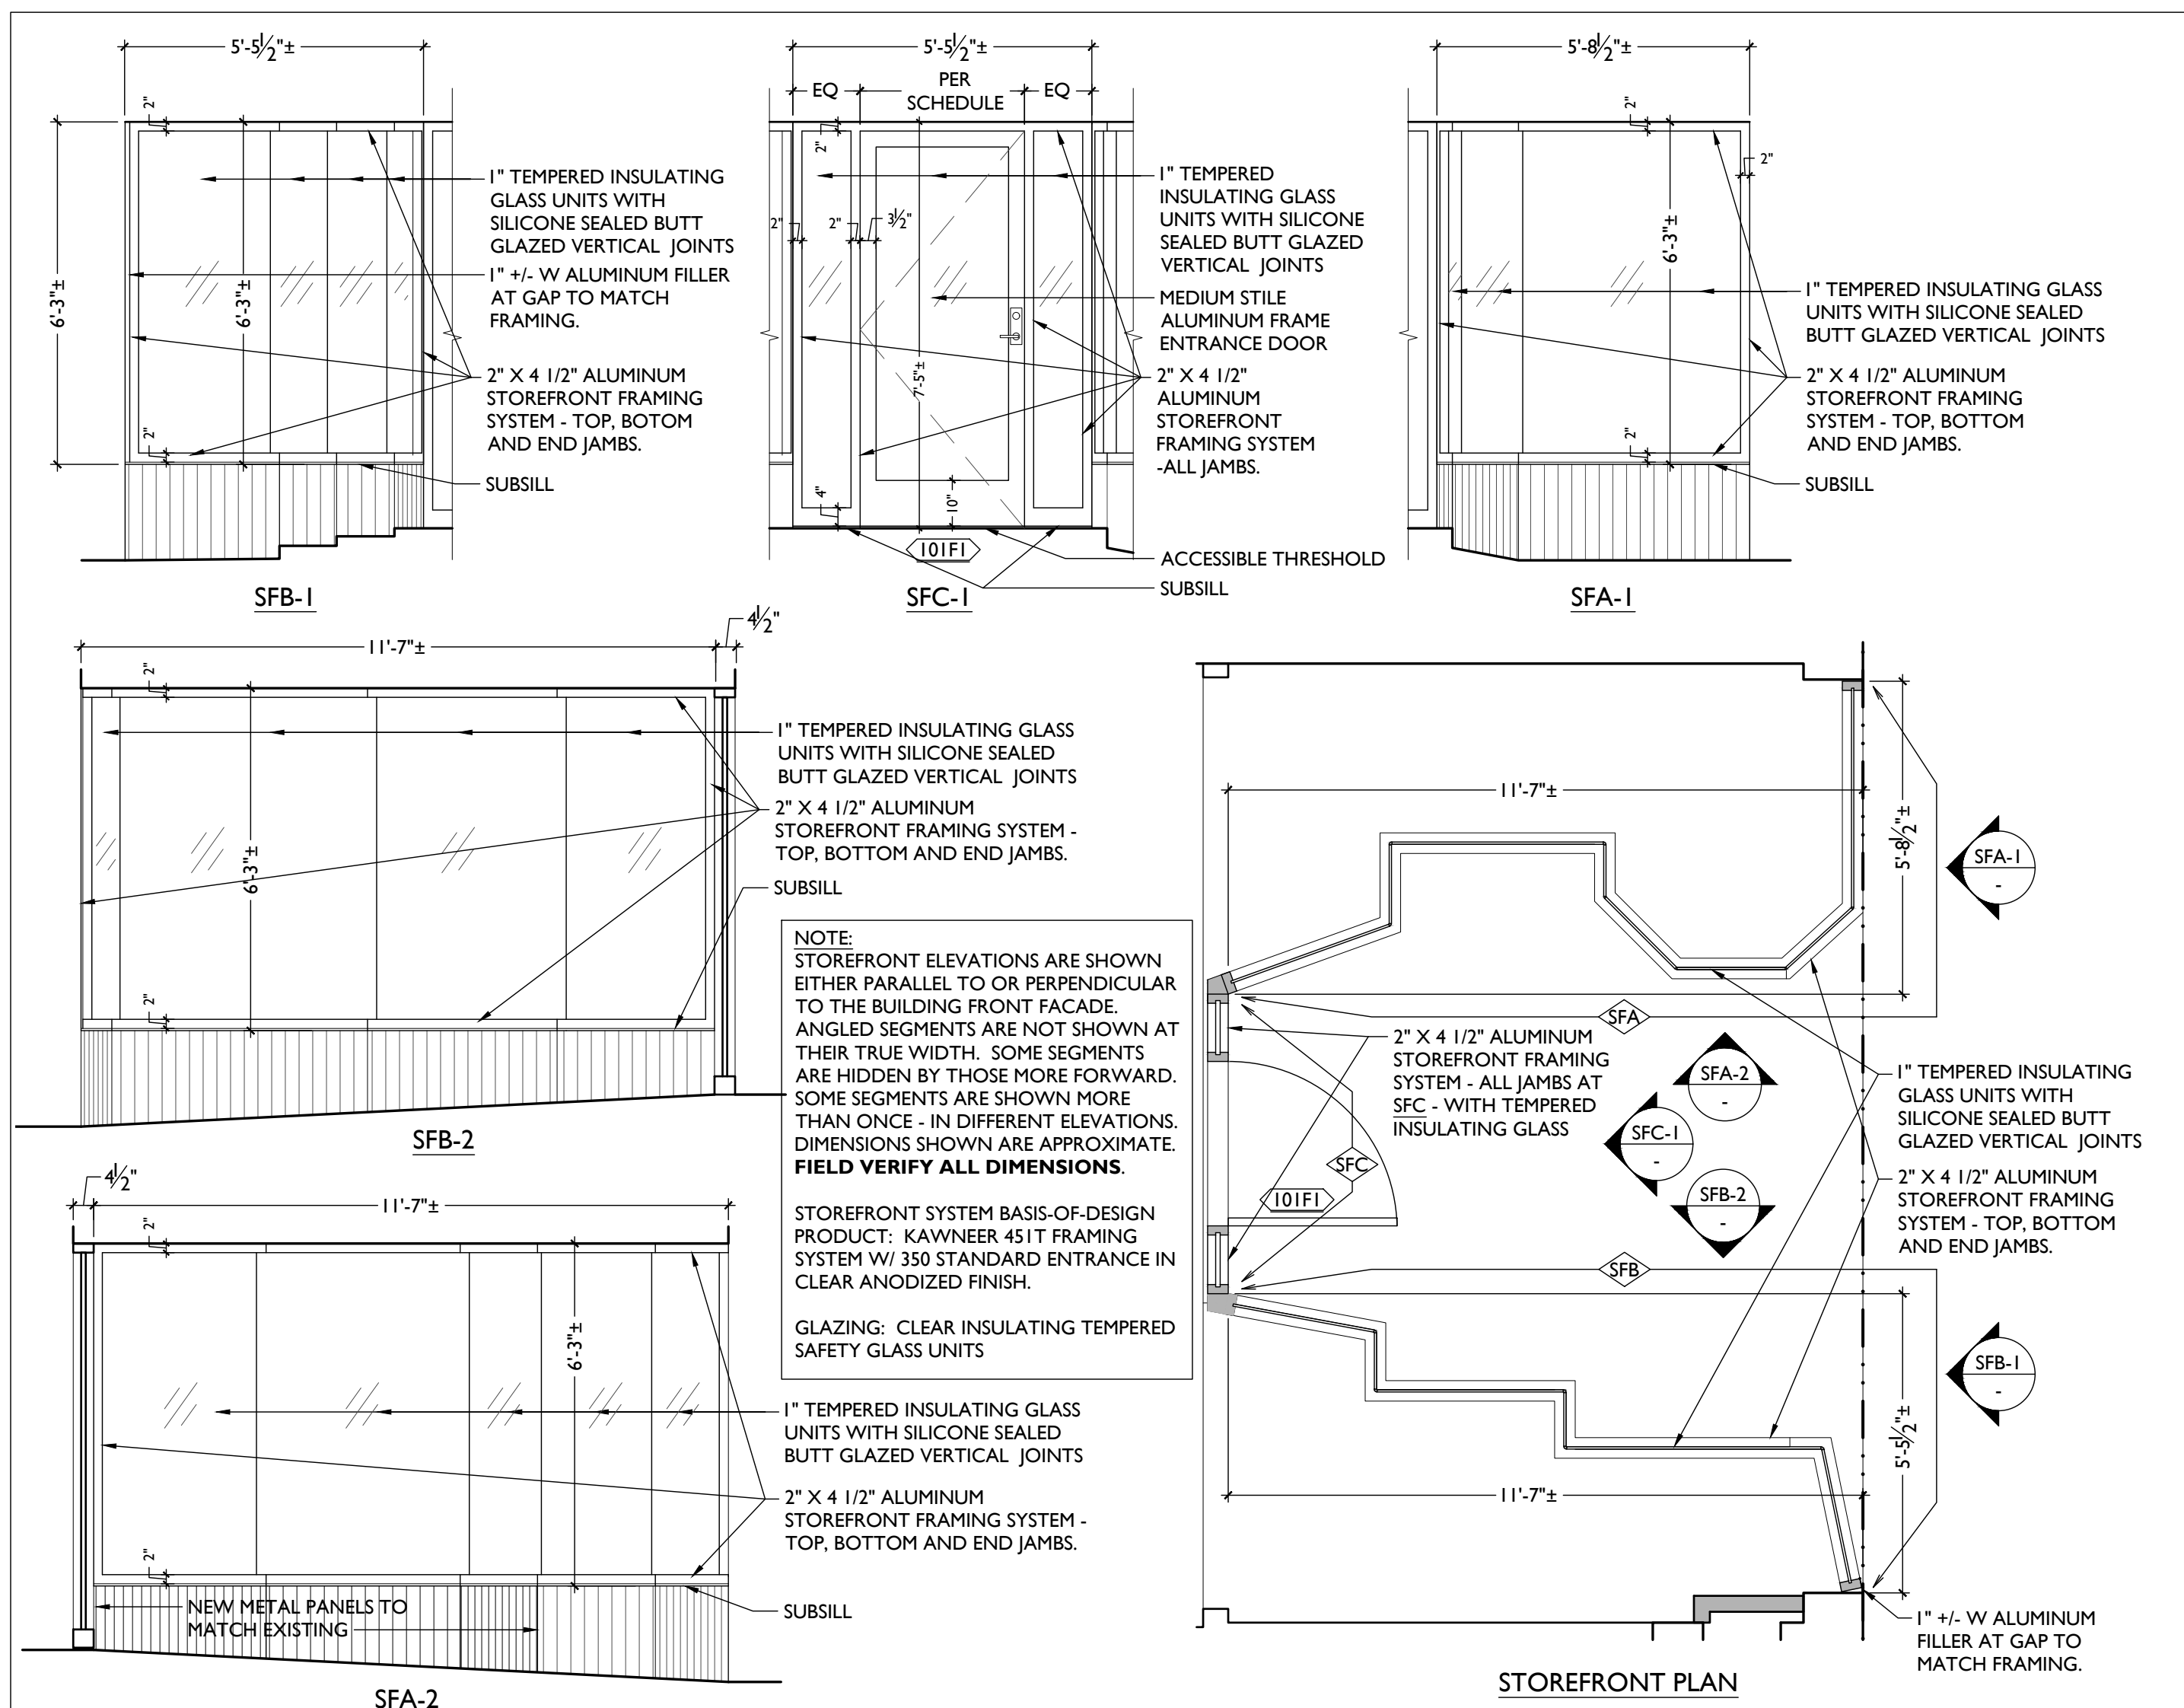 5'-5 1/2"±
2"
6'-3"±
6'-3"±
2"
1" TEMPERED INSULATING
GLASS UNITS WITH
SILICONE SEALED BUTT
GLAZED VERTICAL JOINTS
1" +/- W ALUMINUM FILLER
AT GAP TO MATCH
FRAMING.
2" X 4 1/2" ALUMINUM
STOREFRONT FRAMING
SYSTEM - TOP, BOTOM
AND END JAMBS.
SUBSILL
SFB-1
5'-5 1/2"±
EQ
PER
SCHEDULE
EQ
2"
2"
2"
3 1/2"
7'-5"±
4"
10"
101F1
1" TEMPERED
INSULATING GLASS
UNITS WITH SILICONE
SEALED BUTT GLAZED
VERTICAL JOINTS
MEDIUM STILE
ALUMINUM FRAME
ENTRANCE DOOR
2" X 4 1/2"
ALUMINUM
STOREFRONT
FRAMING SYSTEM
-ALL JAMBS.
ACCESSIBLE THRESHOLD
SUBSILL
SFC-1
5'-8 1/2"±
2"
2"
6'-3"±
2"
1" TEMPERED INSULATING GLASS
UNITS WITH SILICONE SEALED
BUTT GLAZED VERTICAL JOINTS
2" X 4 1/2" ALUMINUM
STOREFRONT FRAMING
SYSTEM - TOP, BOTTOM
AND END JAMBS.
SUBSILL
SFA-1
11'-7"±
4 1/2"
2"
6'-3"±
2"
1" TEMPERED INSULATING GLASS
UNITS WITH SILICONE SEALED
BUTT GLAZED VERTICAL JOINTS
2" X 4 1/2" ALUMINUM
STOREFRONT FRAMING SYSTEM -
TOP, BOTTOM AND END JAMBS.
SUBSILL
SFB-2
NOTE:
STOREFRONT ELEVATIONS ARE SHOWN
EITHER PARALLEL TO OR PERPENDICULAR
TO THE BUILDING FRONT FACADE.
ANGLED SEGMENTS ARE NOT SHOWN AT
THEIR TRUE WIDTH. SOME SEGMENTS
ARE HIDDEN BY THOSE MORE FORWARD.
SOME SEGMENTS ARE SHOWN MORE
THAN ONCE - IN DIFFERENT ELEVATIONS.
DIMENSIONS SHOWN ARE APPROXIMATE.
FIELD VERIFY ALL DIMENSIONS.
STOREFRONT SYSTEM BASIS-OF-DESIGN
PRODUCT: KAWNEER 451T FRAMING
SYSTEM W/ 350 STANDARD ENTRANCE IN
CLEAR ANODIZED FINISH.
GLAZING: CLEAR INSULATING TEMPERED
SAFETY GLASS UNITS
4 1/2"
11'-7"±
2"
6'-3"±
2"
1" TEMPERED INSULATING GLASS
UNITS WITH SILICONE SEALED
BUTT GLAZED VERTICAL JOINTS
2" X 4 1/2" ALUMINUM
STOREFRONT FRAMING SYSTEM -
TOP, BOTTOM AND END JAMBS.
NEW METAL PANELS TO
MATCH EXISTING
SUBSILL
SFA-2
11'-7"±
5'-8 1/2"±
SFA-1
-
SFA
2" X 4 1/2" ALUMINUM
STOREFRONT FRAMING
SYSTEM - ALL JAMBS AT
SFC - WITH TEMPERED
INSULATING GLASS
SFC
101F1
SFA-2
-
SFC-1
-
SFB-2
-
1" TEMPERED INSULATING
GLASS UNITS WITH
SILICONE SEALED BUTT
GLAZED VERTICAL JOINTS
2" X 4 1/2" ALUMINUM
STOREFRONT FRAMING
SYSTEM - TOP, BOTTOM
AND END JAMBS.
SFB
SFB-1
-
5'-5 1/2"±
11'-7"±
1" +/- W ALUMINUM
FILLER AT GAP TO
MATCH FRAMING.
STOREFRONT PLAN